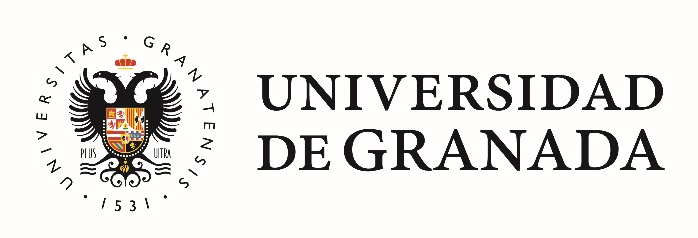 UNIVERSITAS · GRANATENSIS
· 1531 ·
PLUS ULTRA
UNIVERSIDAD
DE GRANADA